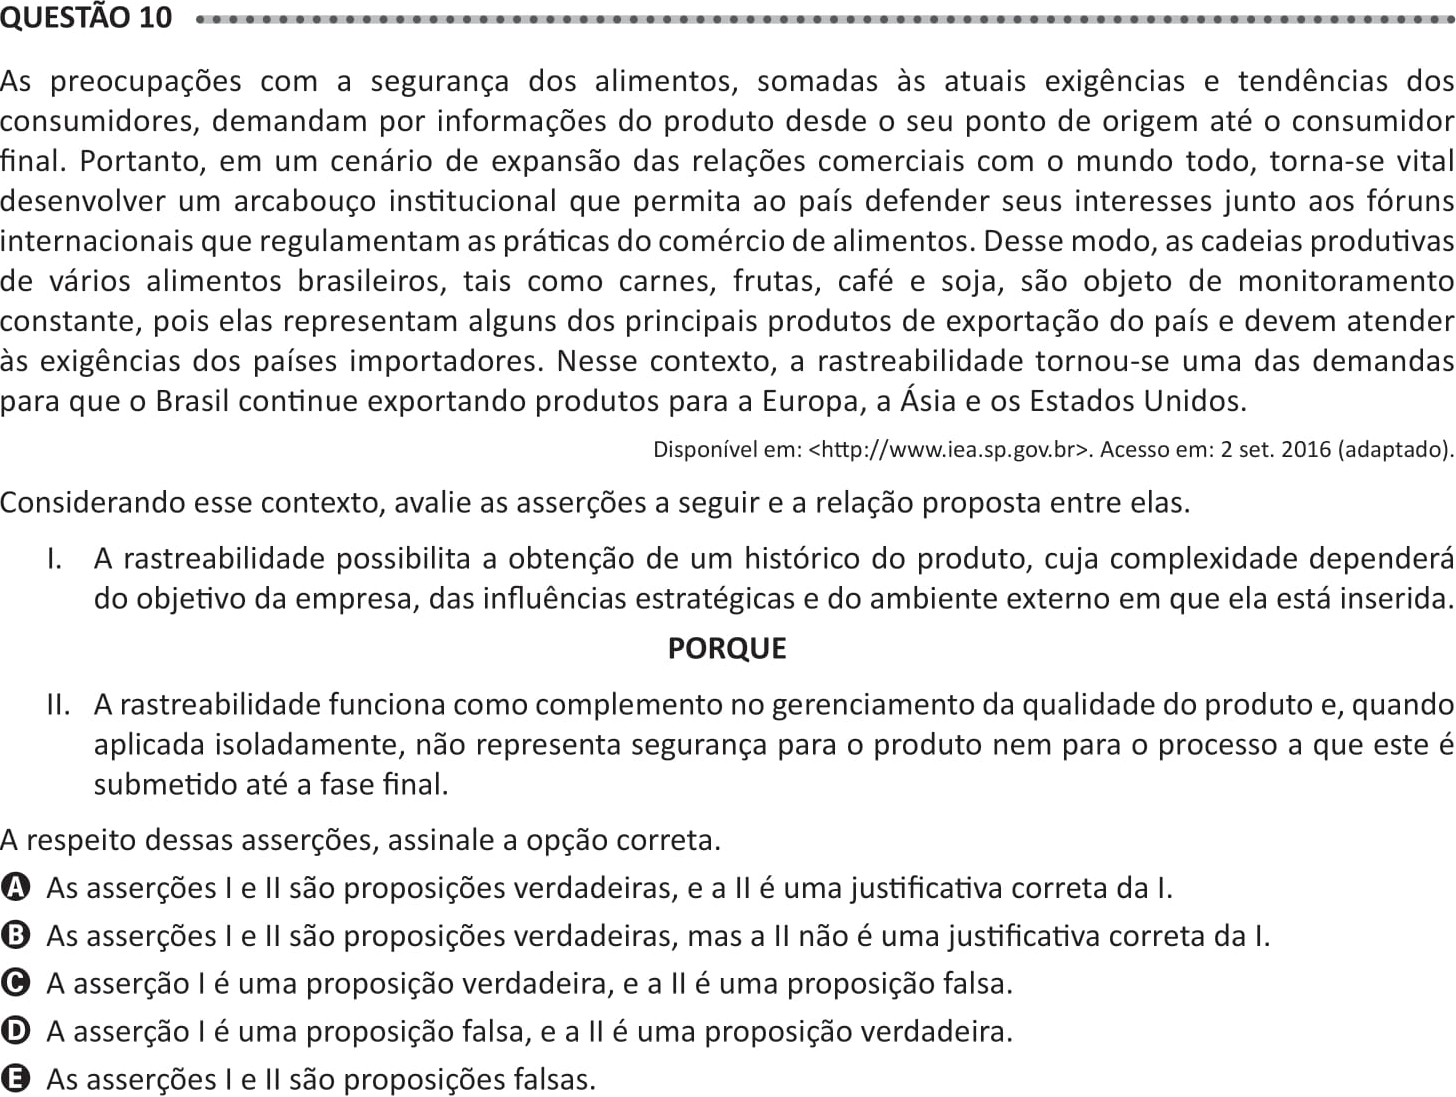 QUESTÃO 10
As preocupações com a segurança dos alimentos, somadas às atuais exigências e tendências dos
consumidores, demandam por informações do produto desde o seu ponto de origem até o consumidor
final. Portanto, em um cenário de expansão das relações comerciais com o mundo todo, torna-se vital
desenvolver um arcabouço institucional que permita ao país defender seus interesses junto aos fóruns
internacionais que regulamentam as práticas do comércio de alimentos. Desse modo, as cadeias produtivas
de vários alimentos brasileiros, tais como carnes, frutas, café e soja, são objeto de monitoramento
constante, pois elas representam alguns dos principais produtos de exportação do país e devem atender
às exigências dos países importadores. Nesse contexto, a rastreabilidade tornou-se uma das demandas
para que o Brasil continue exportando produtos para a Europa, a Ásia e os Estados Unidos.
Disponível em: <http://www.iea.sp.gov.br>. Acesso em: 2 set. 2016 (adaptado).
Considerando esse contexto, avalie as asserções a seguir e a relação proposta entre elas.
I. A rastreabilidade possibilita a obtenção de um histórico do produto, cuja complexidade dependerá
do objetivo da empresa, das influências estratégicas e do ambiente externo em que ela está inserida.
PORQUE
II. A rastreabilidade funciona como complemento no gerenciamento da qualidade do produto e, quando
aplicada isoladamente, não representa segurança para o produto nem para o processo a que este é
submetido até a fase final.
A respeito dessas asserções, assinale a opção correta.
A As asserções I e II são proposições verdadeiras, e a II é uma justificativa correta da I.
B As asserções I e II são proposições verdadeiras, mas a II não é uma justificativa correta da I.
C A asserção I é uma proposição verdadeira, e a II é uma proposição falsa.
D A asserção I é uma proposição falsa, e a II é uma proposição verdadeira.
E As asserções I e II são proposições falsas.